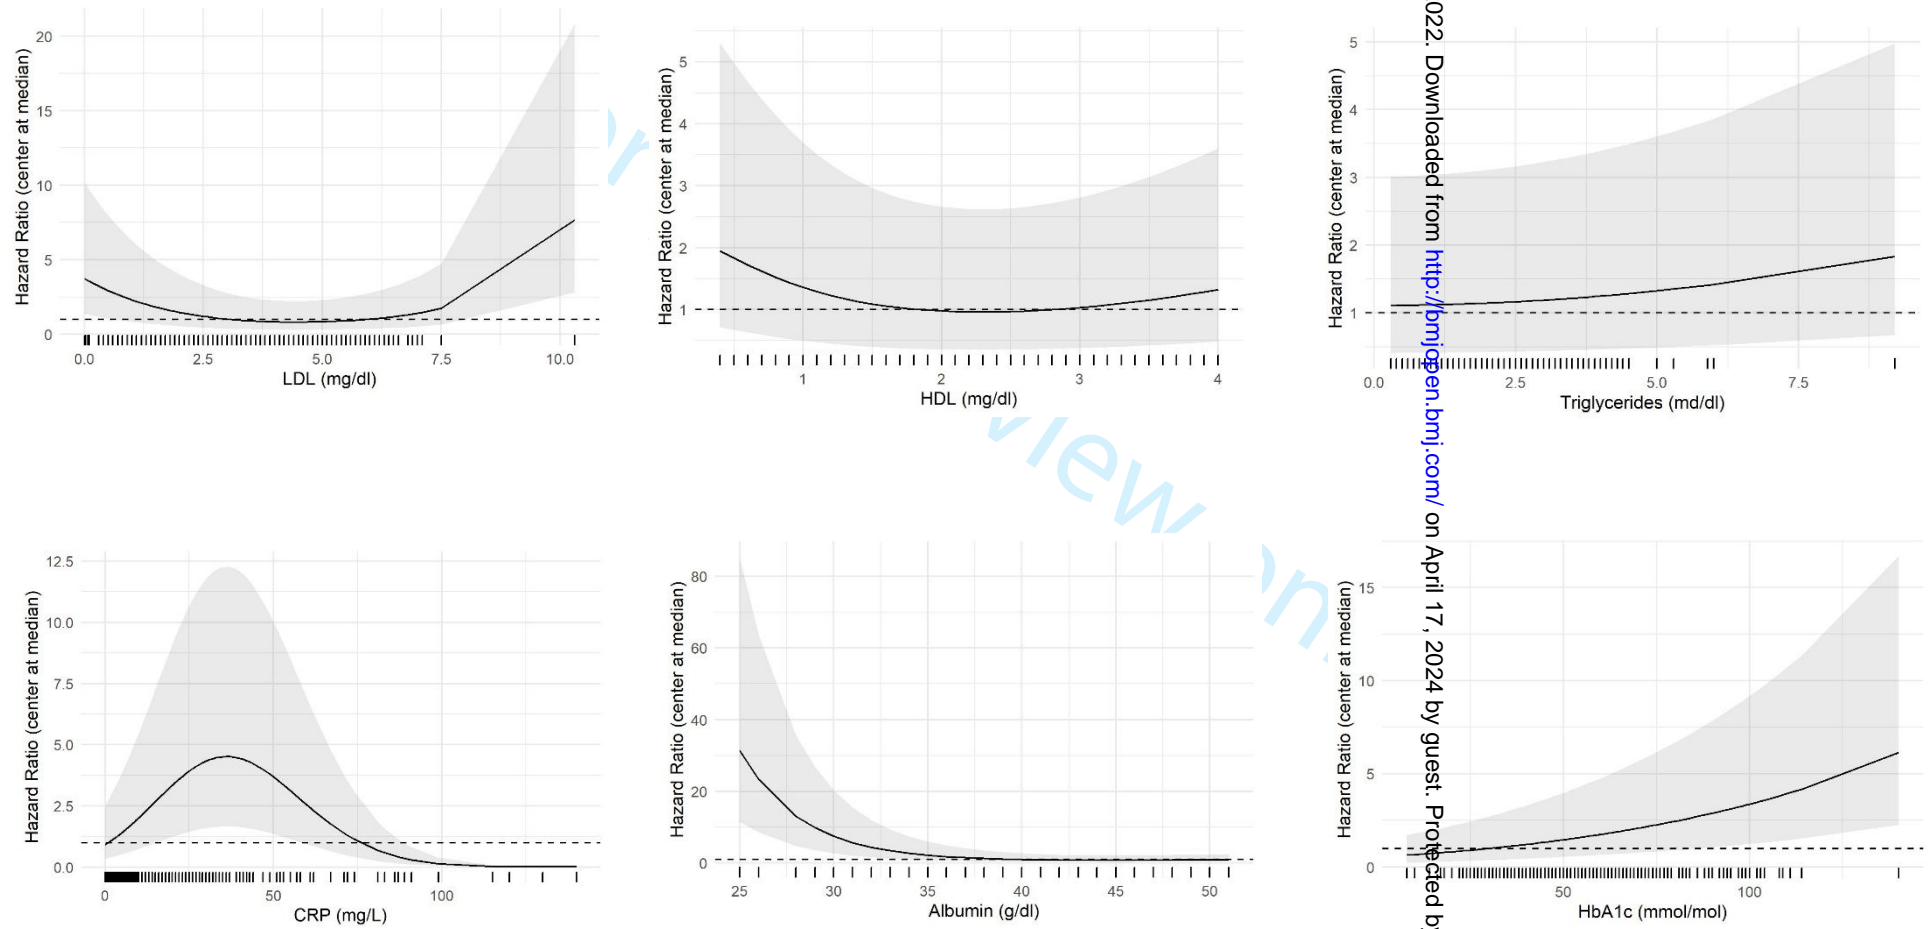 Hazard Ratio (center at median)
20
15
10
5
0
0.0 2.5 5.0 7.5 10.0
LDL (mg/dl)
Hazard Ratio (center at median)
5
4
3
2
1
1 2 3 4
HDL (mg/dl)
Hazard Ratio (center at median)
5
4
3
2
1
0.0 2.5 5.0 7.5
Triglycerides (md/dl)
Hazard Ratio (center at median)
12.5
10.0
7.5
5.0
2.5
0.0
0 50 100
CRP (mg/L)
Hazard Ratio (center at median)
80
60
40
20
0
25 30 35 40 45 50
Albumin (g/dl)
Hazard Ratio (center at median)
15
10
5
0
50 100
HbA1c (mmol/mol)
022. Downloaded from http://bmjopen.bmj.com/ on April 17, 2024 by guest. Protected by